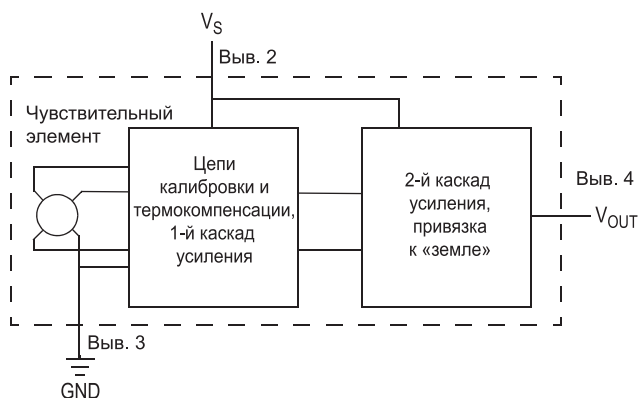 V_S
Выв. 2
Чувствительный
элемент
Цепи
калибровки и
термокомпенсации,
1-й каскад
усиления
2-й каскад
усиления,
привязка
к «земле»
Выв. 4
V_OUT
Выв. 3
GND